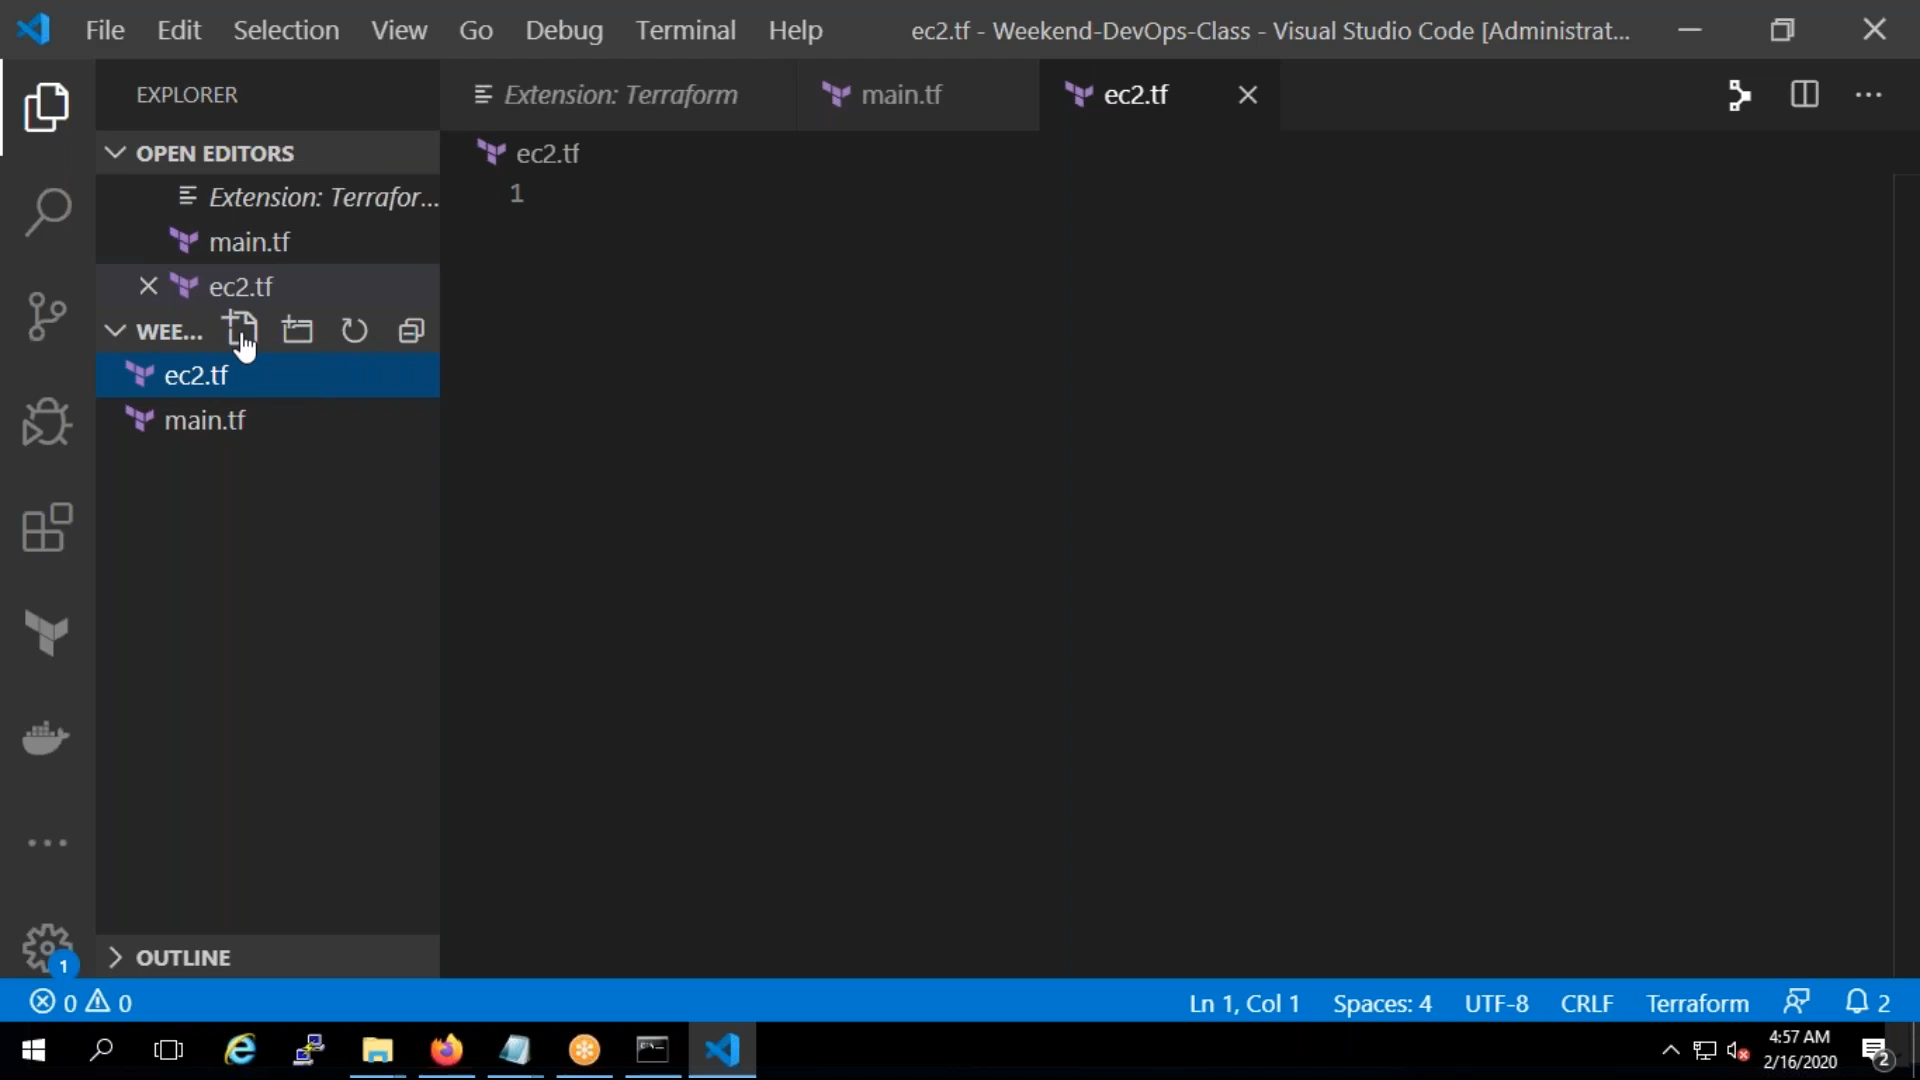 File Edit Selection View Go Debug Terminal Help ec2.tf - Weekend-DevOps-Class - Visual Studio Code [Administrat...
EXPLORER
Extension: Terraform main.tf ec2.tf
OPEN EDITORS
ec2.tf
Extension: Terrafor...
1
main.tf
ec2.tf
WEE...
ec2.tf
main.tf
OUTLINE
1
0 0 Ln 1, Col 1 Spaces: 4 UTF-8 CRLF Terraform 2
4:57 AM
2/16/2020
2